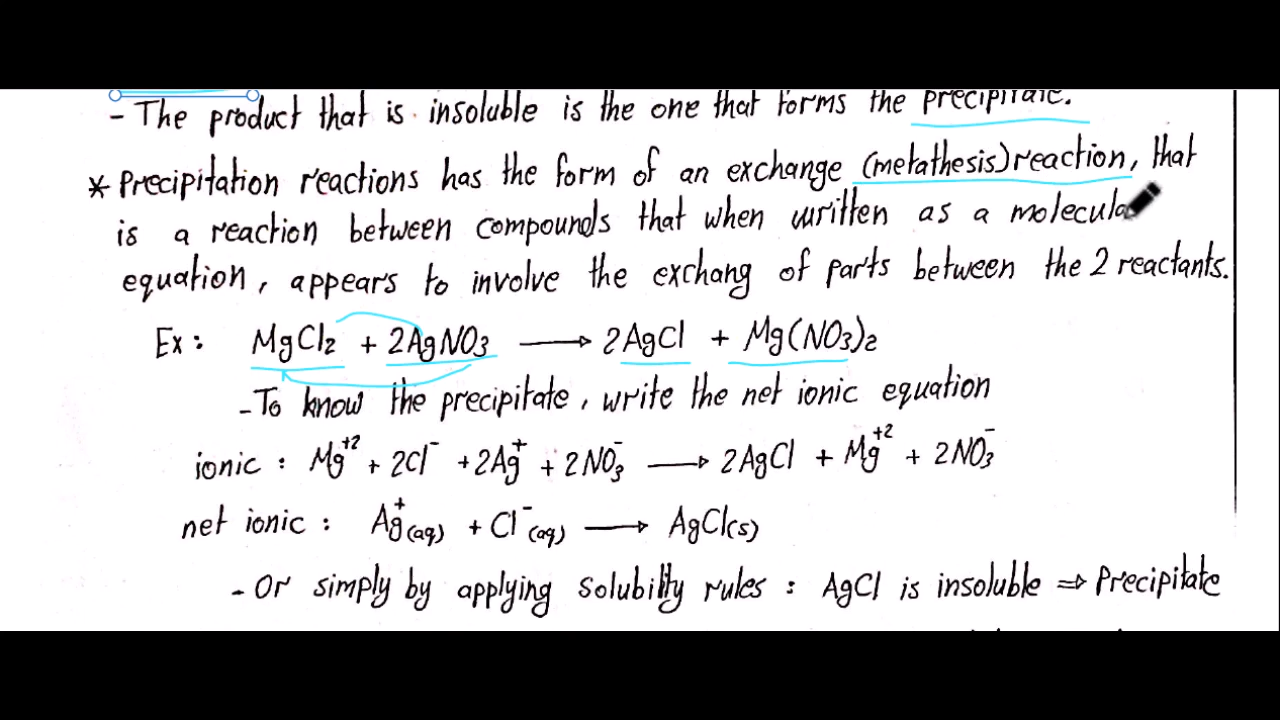 - The product that is insoluble is the one that forms the precipitate.
* Precipitation reactions has the form of an exchange (metathesis) reaction, that
is a reaction between compounds that when written as a molecula
equation, appears to involve the exchang of parts between the 2 reactants.
Ex: MgCl₂ + 2AgNO₃ → 2AgCl + Mg(NO₃)₂
- To know the precipitate, write the net ionic equation
ionic: Mg⁺² + 2Cl⁻ + 2Ag⁺ + 2NO₃⁻ → 2AgCl + Mg⁺² + 2NO₃⁻
net ionic: Ag⁺(aq) + Cl⁻(aq) → AgCl(s)
- Or simply by applying solubility rules: AgCl is insoluble ⇒ Precipitate